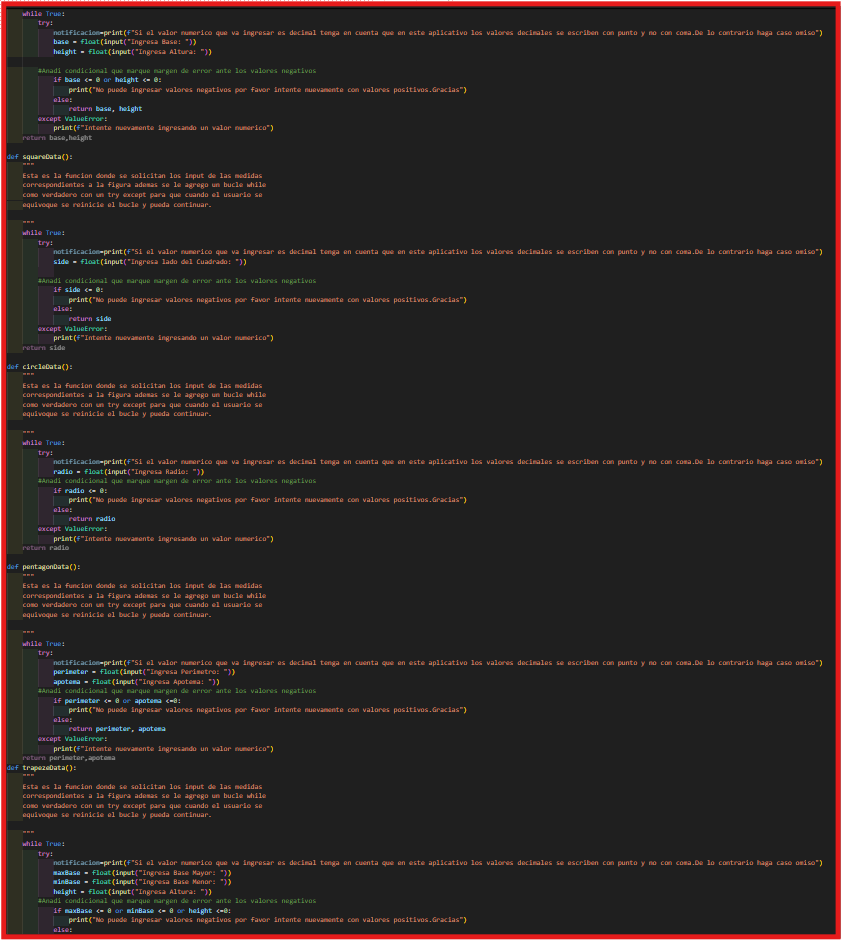 while True:
try:
notificacion=print(f"Si el valor numerico que va ingresar es decimal tenga en cuenta que en este aplicativo los valores decimales se escriben con punto y no con coma.De lo contrario haga caso omiso")
base = float(input("Ingresa Base: "))
height = float(input("Ingresa Altura: "))
#Anadi condicional que marque margen de error ante los valores negativos
if base <= 0 or height <= 0:
print("No puede ingresar valores negativos por favor intente nuevamente con valores positivos.Gracias")
else:
return base, height
except ValueError:
print(f"Intente nuevamente ingresando un valor numerico")
return base,height
def squareData():
"""
Esta es la funcion donde se solicitan los input de las medidas
correspondientes a la figura ademas se le agrego un bucle while
como verdadero con un try except para que cuando el usuario se
equivoque se reinicie el bucle y pueda continuar.
"""
while True:
try:
notificacion=print(f"Si el valor numerico que va ingresar es decimal tenga en cuenta que en este aplicativo los valores decimales se escriben con punto y no con coma.De lo contrario haga caso omiso")
side = float(input("Ingresa lado del Cuadrado: "))
#Anadi condicional que marque margen de error ante los valores negativos
if side <= 0:
print("No puede ingresar valores negativos por favor intente nuevamente con valores positivos.Gracias")
else:
return side
except ValueError:
print(f"Intente nuevamente ingresando un valor numerico")
return side
def circleData():
"""
Esta es la funcion donde se solicitan los input de las medidas
correspondientes a la figura ademas se le agrego un bucle while
como verdadero con un try except para que cuando el usuario se
equivoque se reinicie el bucle y pueda continuar.
"""
while True:
try:
notificacion=print(f"Si el valor numerico que va ingresar es decimal tenga en cuenta que en este aplicativo los valores decimales se escriben con punto y no con coma.De lo contrario haga caso omiso")
radio = float(input("Ingresa Radio: "))
#Anadi condicional que marque margen de error ante los valores negativos
if radio <= 0:
print("No puede ingresar valores negativos por favor intente nuevamente con valores positivos.Gracias")
else:
return radio
except ValueError:
print(f"Intente nuevamente ingresando un valor numerico")
return radio
def pentagonData():
"""
Esta es la funcion donde se solicitan los input de las medidas
correspondientes a la figura ademas se le agrego un bucle while
como verdadero con un try except para que cuando el usuario se
equivoque se reinicie el bucle y pueda continuar.
"""
while True:
try:
notificacion=print(f"Si el valor numerico que va ingresar es decimal tenga en cuenta que en este aplicativo los valores decimales se escriben con punto y no con coma.De lo contrario haga caso omiso")
perimeter = float(input("Ingresa Perimetro: "))
apotema = float(input("Ingresa Apotema: "))
#Anadi condicional que marque margen de error ante los valores negativos
if perimeter <= 0 or apotema <=0:
print("No puede ingresar valores negativos por favor intente nuevamente con valores positivos.Gracias")
else:
return perimeter, apotema
except ValueError:
print(f"Intente nuevamente ingresando un valor numerico")
return perimeter,apotema
def trapezeData():
"""
Esta es la funcion donde se solicitan los input de las medidas
correspondientes a la figura ademas se le agrego un bucle while
como verdadero con un try except para que cuando el usuario se
equivoque se reinicie el bucle y pueda continuar.
"""
while True:
try:
notificacion=print(f"Si el valor numerico que va ingresar es decimal tenga en cuenta que en este aplicativo los valores decimales se escriben con punto y no con coma.De lo contrario haga caso omiso")
maxBase = float(input("Ingresa Base Mayor: "))
minBase = float(input("Ingresa Base Menor: "))
height = float(input("Ingresa Altura: "))
#Anadi condicional que marque margen de error ante los valores negativos
if maxBase <= 0 or minBase <= 0 or height <=0:
print("No puede ingresar valores negativos por favor intente nuevamente con valores positivos.Gracias")
else: